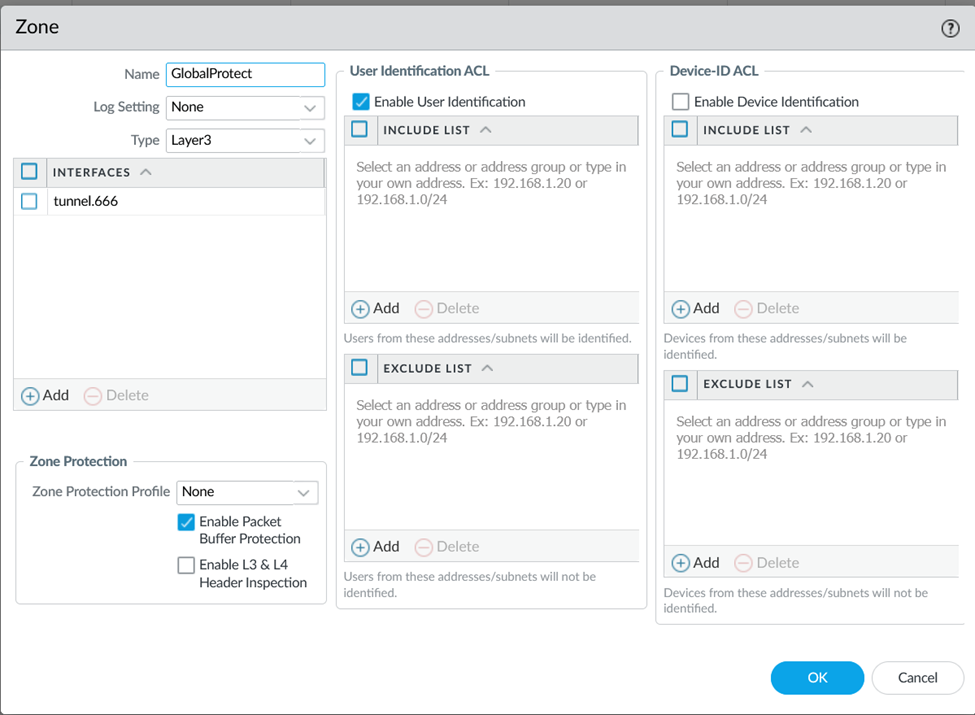 Zone
Name GlobalProtect
Log Setting None
Type Layer3
INTERFACES
tunnel.666
Add Delete
Zone Protection
Zone Protection Profile None
Enable Packet
Buffer Protection
Enable L3 & L4
Header Inspection
User Identification ACL
Enable User Identification
INCLUDE LIST
Select an address or address group or type in
your own address. Ex: 192.168.1.20 or
192.168.1.0/24
Add Delete
Users from these addresses/subnets will be identified.
EXCLUDE LIST
Select an address or address group or type in
your own address. Ex: 192.168.1.20 or
192.168.1.0/24
Add Delete
Users from these addresses/subnets will not be
identified.
Device-ID ACL
Enable Device Identification
INCLUDE LIST
Select an address or address group or type in
your own address. Ex: 192.168.1.20 or
192.168.1.0/24
Add Delete
Devices from these addresses/subnets will be
identified.
EXCLUDE LIST
Select an address or address group or type in
your own address. Ex: 192.168.1.20 or
192.168.1.0/24
Add Delete
Devices from these addresses/subnets will not be
identified.
OK Cancel